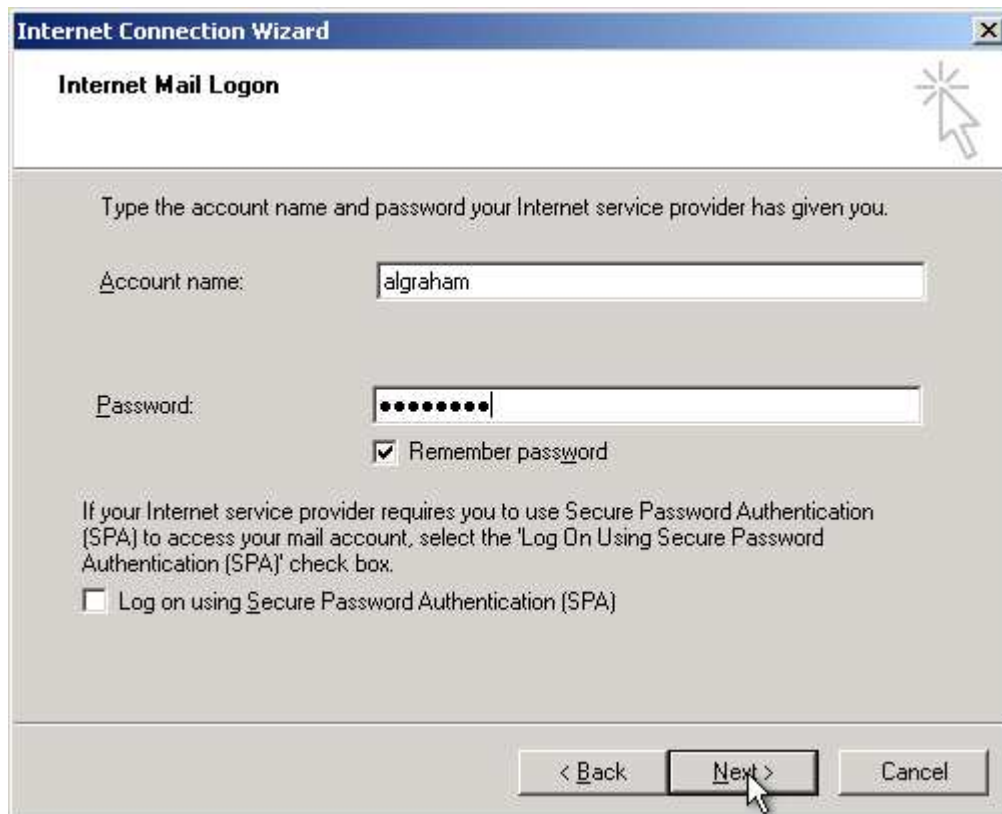 Internet Connection Wizard
Internet Mail Logon
Type the account name and password your Internet service provider has given you.
Account name: algraham
Password: ●●●●●●●●
Remember password
If your Internet service provider requires you to use Secure Password Authentication
(SPA) to access your mail account, select the 'Log On Using Secure Password
Authentication (SPA)' check box.
Log on using Secure Password Authentication (SPA)
< Back Next > Cancel